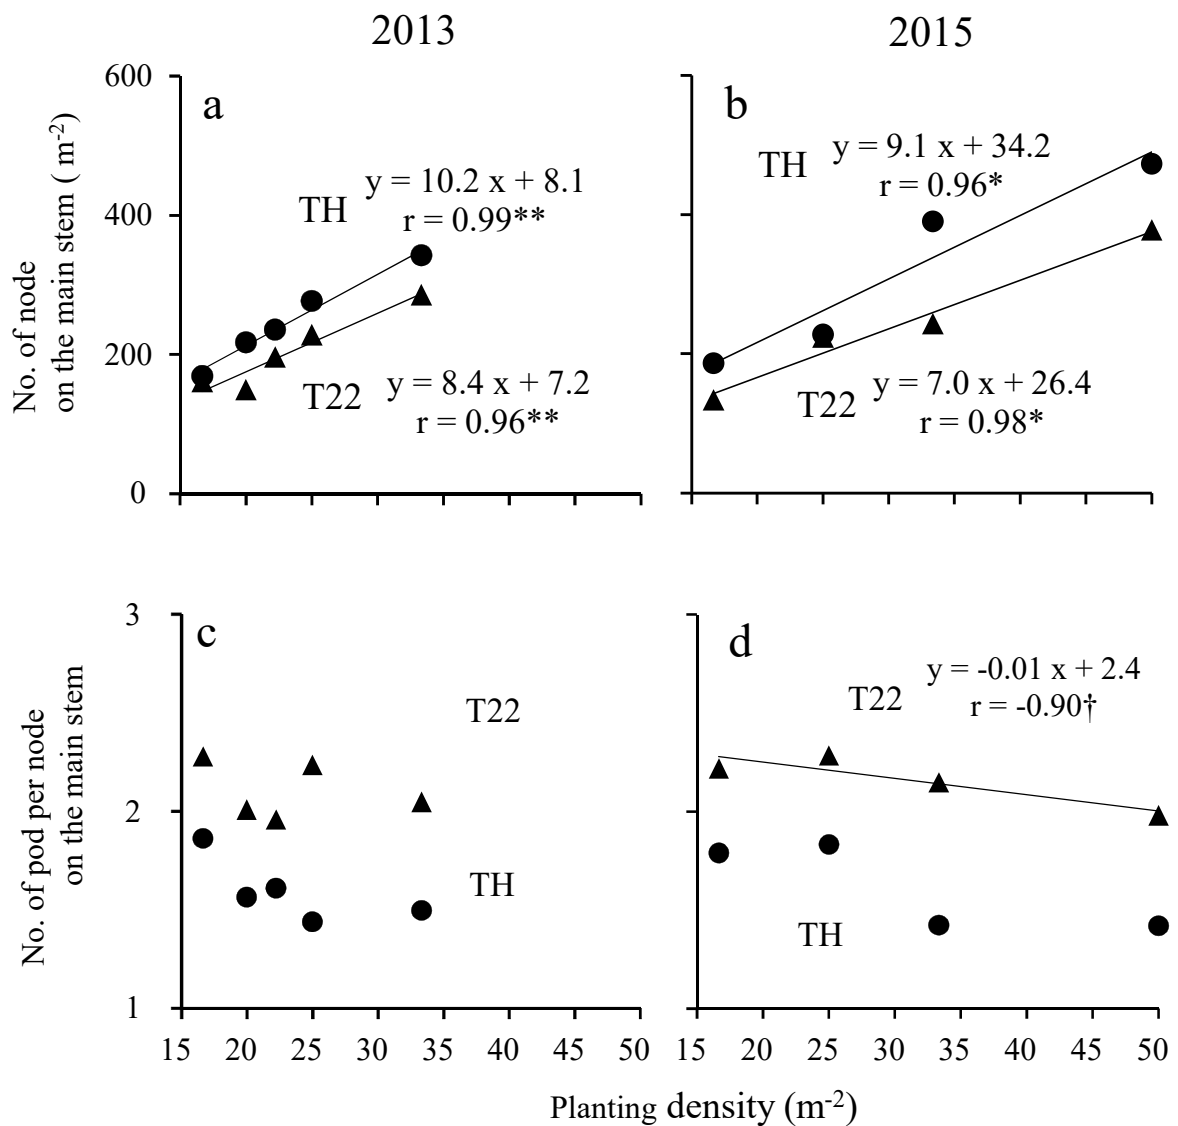 2013
2015
No. of node
on the main stem ( m-2)
600
400
200
0
a
TH
y = 10.2 x + 8.1
r = 0.99**
T22
y = 8.4 x + 7.2
r = 0.96**
b
TH
y = 9.1 x + 34.2
r = 0.96*
T22
y = 7.0 x + 26.4
r = 0.98*
No. of pod per node
on the main stem
3
2
1
c
T22
TH
15 20 25 30 35 40 45 50
d
T22
y = -0.01 x + 2.4
r = -0.90†
TH
15 20 25 30 35 40 45 50
Planting density (m-2)